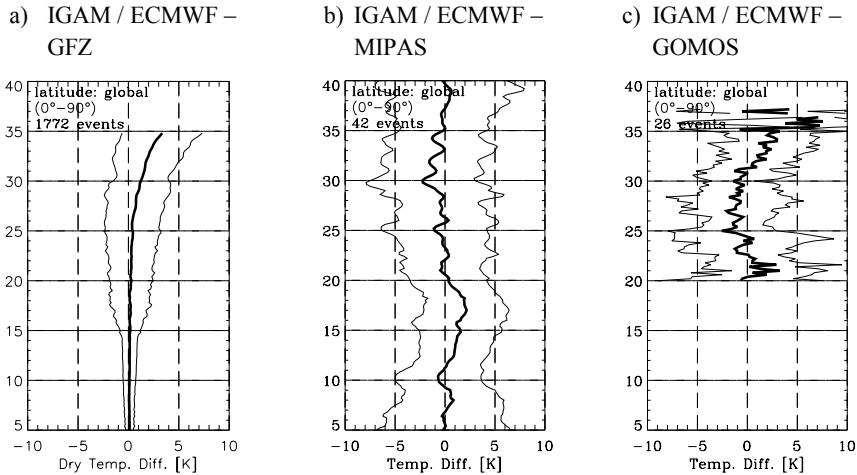 a) IGAM / ECMWF – GFZ
b) IGAM / ECMWF – MIPAS
c) IGAM / ECMWF – GOMOS
latitude: global
(0°-90°)
1772 events
40
35
30
25
20
15
10
5
-10 -5 0 5 10
Dry Temp. Diff. [K]
latitude: global
(0°-90°)
42 events
40
35
30
25
20
15
10
5
-10 -5 0 5 10
Temp. Diff. [K]
latitude: global
(0°-90°)
26 events
40
35
30
25
20
15
10
5
-10 -5 0 5 10
Temp. Diff. [K]